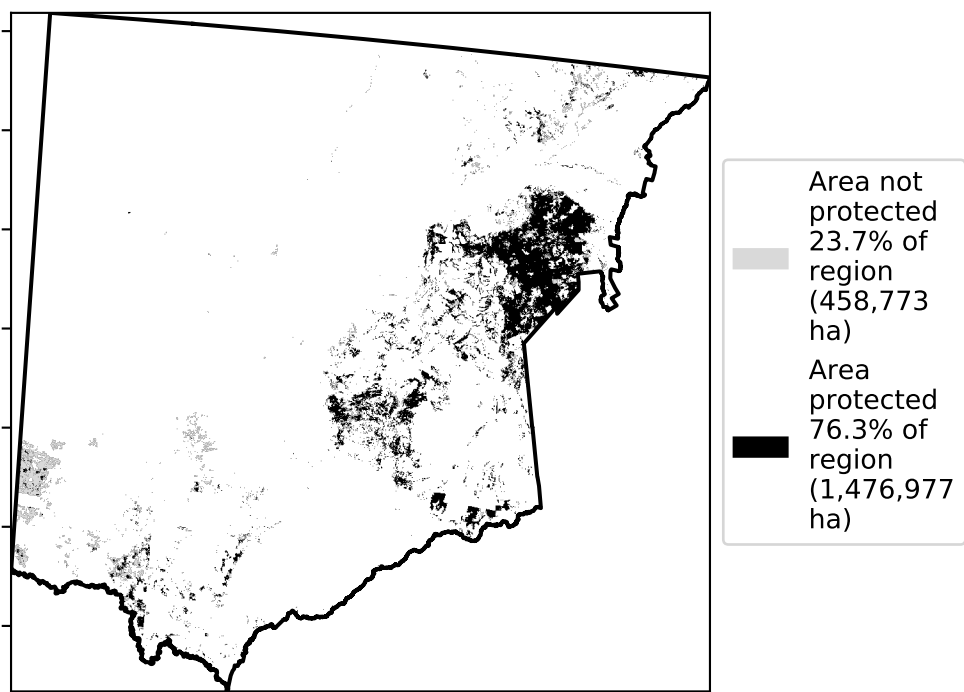 Area not
protected
23.7% of
region
(458,773
ha)
Area
protected
76.3% of
region
(1,476,977
ha)